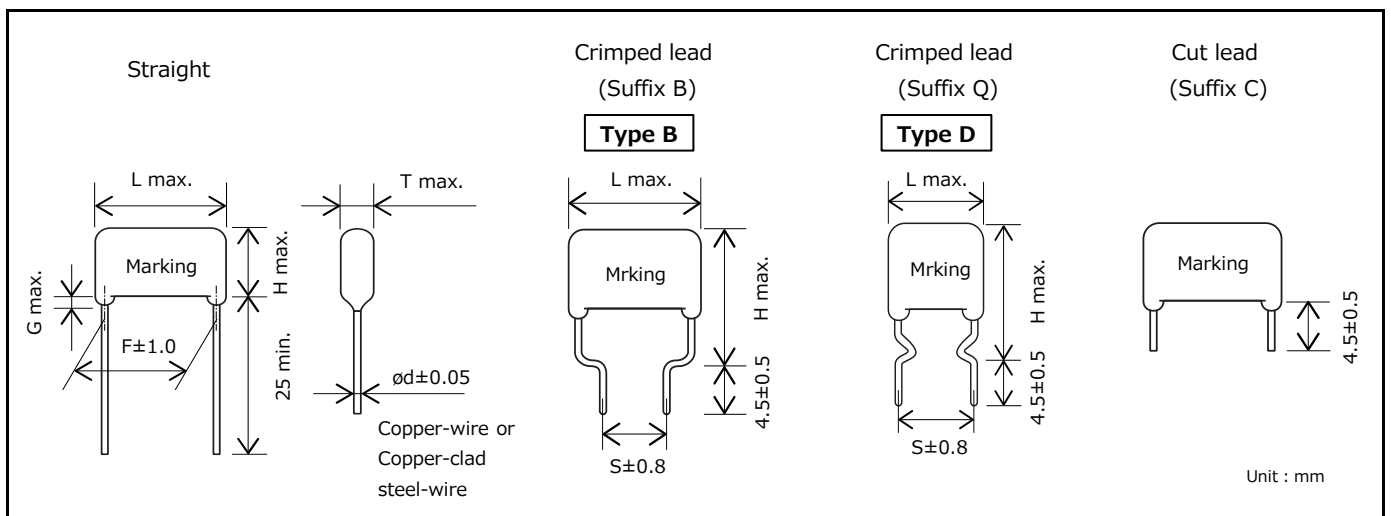 Straight
L max.
T max.
Marking
H max.
G max.
F±1.0
25 min.
ød±0.05
Copper-wire or
Copper-clad
steel-wire
Crimped lead
(Suffix B)
Type B
L max.
Mrking
H max.
4.5±0.5
S±0.8
Crimped lead
(Suffix Q)
Type D
L max.
Mrking
H max.
4.5±0.5
S±0.8
Cut lead
(Suffix C)
Marking
4.5±0.5
Unit : mm